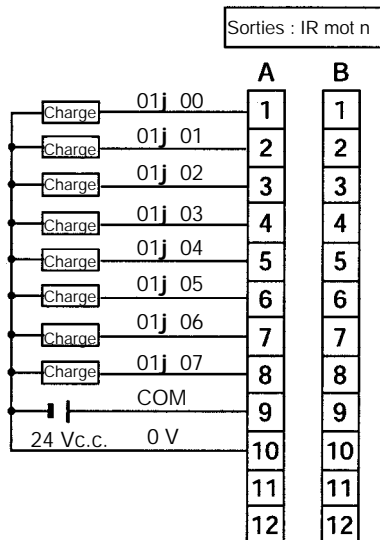 Sorties : IR mot n
A B
01j 00
Charge 1 1
01j 01
Charge 2 2
01j 02
Charge 3 3
01j 03
Charge 4 4
01j 04
Charge 5 5
01j 05
Charge 6 6
01j 06
Charge 7 7
01j 07
Charge 8 8
COM 9 9
24 Vc.c. 0 V 10 10
11 11
12 12